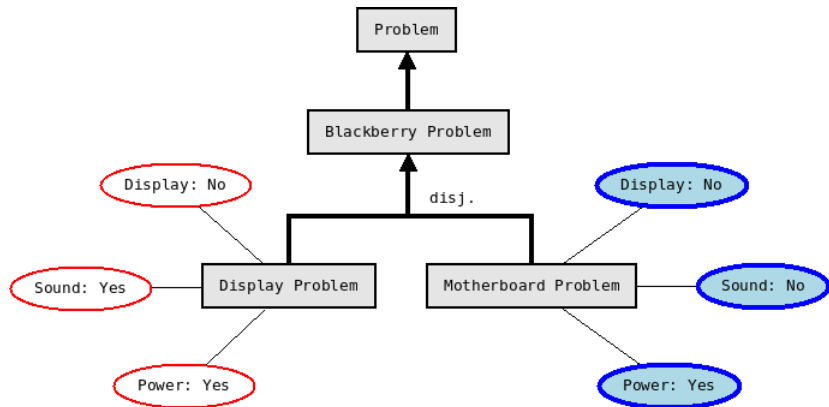 Problem
Blackberry Problem
disj.
Display: No
Display: No
Sound: Yes
Display Problem
Motherboard Problem
Sound: No
Power: Yes
Power: Yes